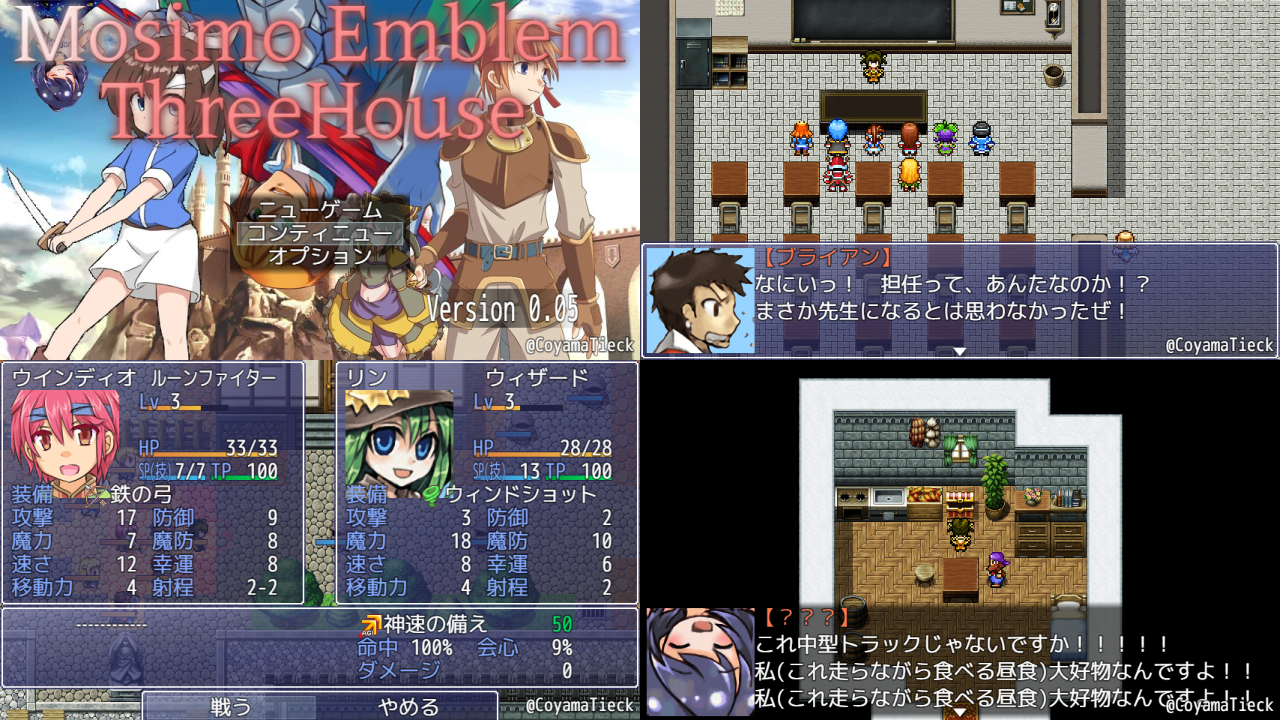 Mosimo Emblem
ThreeHouse
ニューゲーム
コンティニュー
オプション
Version 0.05
@CoyamaTieck
【ブライアン】
なにいっ！　担任って、あんたなのか！？
まさか先生になるとは思わなかったぜ！
@CoyamaTieck
ウインディオ ルーンファイター
Lv 3
HP 33/33
SP(技) 7/7 TP 100
装備 鉄の弓
攻撃 17 防御 9
魔力 7 魔防 8
速さ 12 幸運 8
移動力 4 射程 2-2
リン ウィザード
Lv 3
HP 28/28
SP(技) 13 TP 100
装備 ウィンドショット
攻撃 3 防御 2
魔力 18 魔防 10
速さ 8 幸運 6
移動力 4 射程 2
------------
AGI 神速の備え 50
命中 100% 会心 9%
ダメージ 0
戦う やめる
@CoyamaTieck
【？？？】
これ中型トラックじゃないですか！！！！！
私(これ走らながら食べる昼食)大好物なんですよ！！
私(これ走らながら食べる昼食)大好物なんですよ！！
@CoyamaTieck